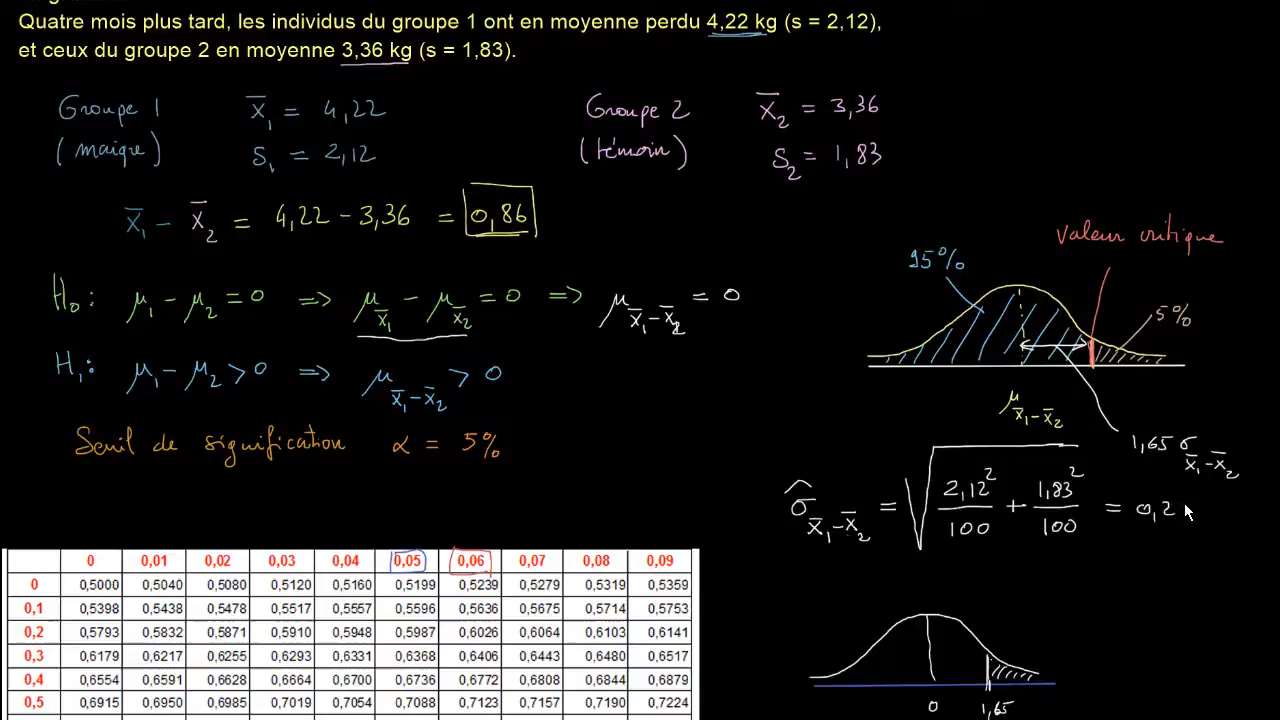 Quatre mois plus tard, les individus du groupe 1 ont en moyenne perdu 4,22 kg (s = 2,12),
et ceux du groupe 2 en moyenne 3,36 kg (s = 1,83).
Groupe 1 x̄₁ = 4,22
(maigre) s₁ = 2,12
Groupe 2 x̄₂ = 3,36
(témoin) s₂ = 1,83
x̄₁ - x̄₂ = 4,22 - 3,36 = 0,86
H₀: μ₁ - μ₂ = 0 => μx̄₁ - μx̄₂ = 0 => μx̄₁-x̄₂ = 0
H₁: μ₁ - μ₂ > 0 => μx̄₁-x̄₂ > 0
Seuil de signification α = 5%
valeur critique
95%
5%
μx̄₁-x̄₂
1,65 σx̄₁-x̄₂
σ̂x̄₁-x̄₂ = √(2,12²/100 + 1,83²/100) = 0,2
0 0,01 0,02 0,03 0,04 0,05 0,06 0,07 0,08 0,09
0 0,5000 0,5040 0,5080 0,5120 0,5160 0,5199 0,5239 0,5279 0,5319 0,5359
0,1 0,5398 0,5438 0,5478 0,5517 0,5557 0,5596 0,5636 0,5675 0,5714 0,5753
0,2 0,5793 0,5832 0,5871 0,5910 0,5948 0,5987 0,6026 0,6064 0,6103 0,6141
0,3 0,6179 0,6217 0,6255 0,6293 0,6331 0,6368 0,6406 0,6443 0,6480 0,6517
0,4 0,6554 0,6591 0,6628 0,6664 0,6700 0,6736 0,6772 0,6808 0,6844 0,6879
0,5 0,6915 0,6950 0,6985 0,7019 0,7054 0,7088 0,7123 0,7157 0,7190 0,7224
0 1,65